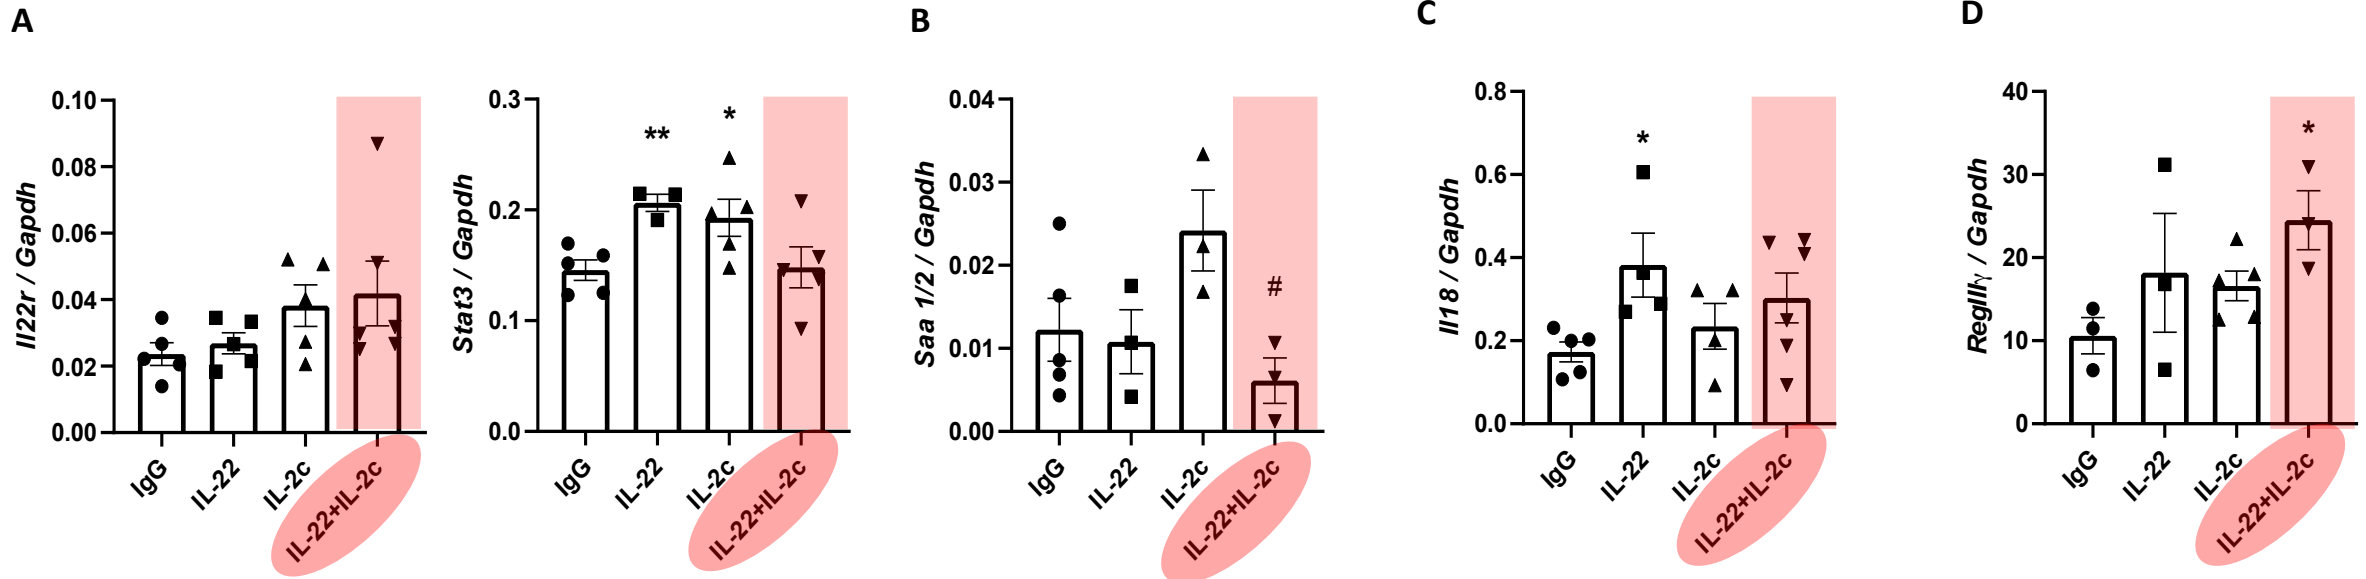 A
B
C
D
Il22r / Gapdh
0.10
0.08
0.06
0.04
0.02
0.00
IgG
IL-22
IL-2c
IL-22+IL-2c
Stat3 / Gapdh
0.3
0.2
0.1
0.0
**
*
IgG
IL-22
IL-2c
IL-22+IL-2c
Saa 1/2 / Gapdh
0.04
0.03
0.02
0.01
0.00
#
IgG
IL-22
IL-2c
IL-22+IL-2c
Il18 / Gapdh
0.8
0.6
0.4
0.2
0.0
*
IgG
IL-22
IL-2c
IL-22+IL-2c
RegIIIγ / Gapdh
40
30
20
10
0
*
IgG
IL-22
IL-2c
IL-22+IL-2c